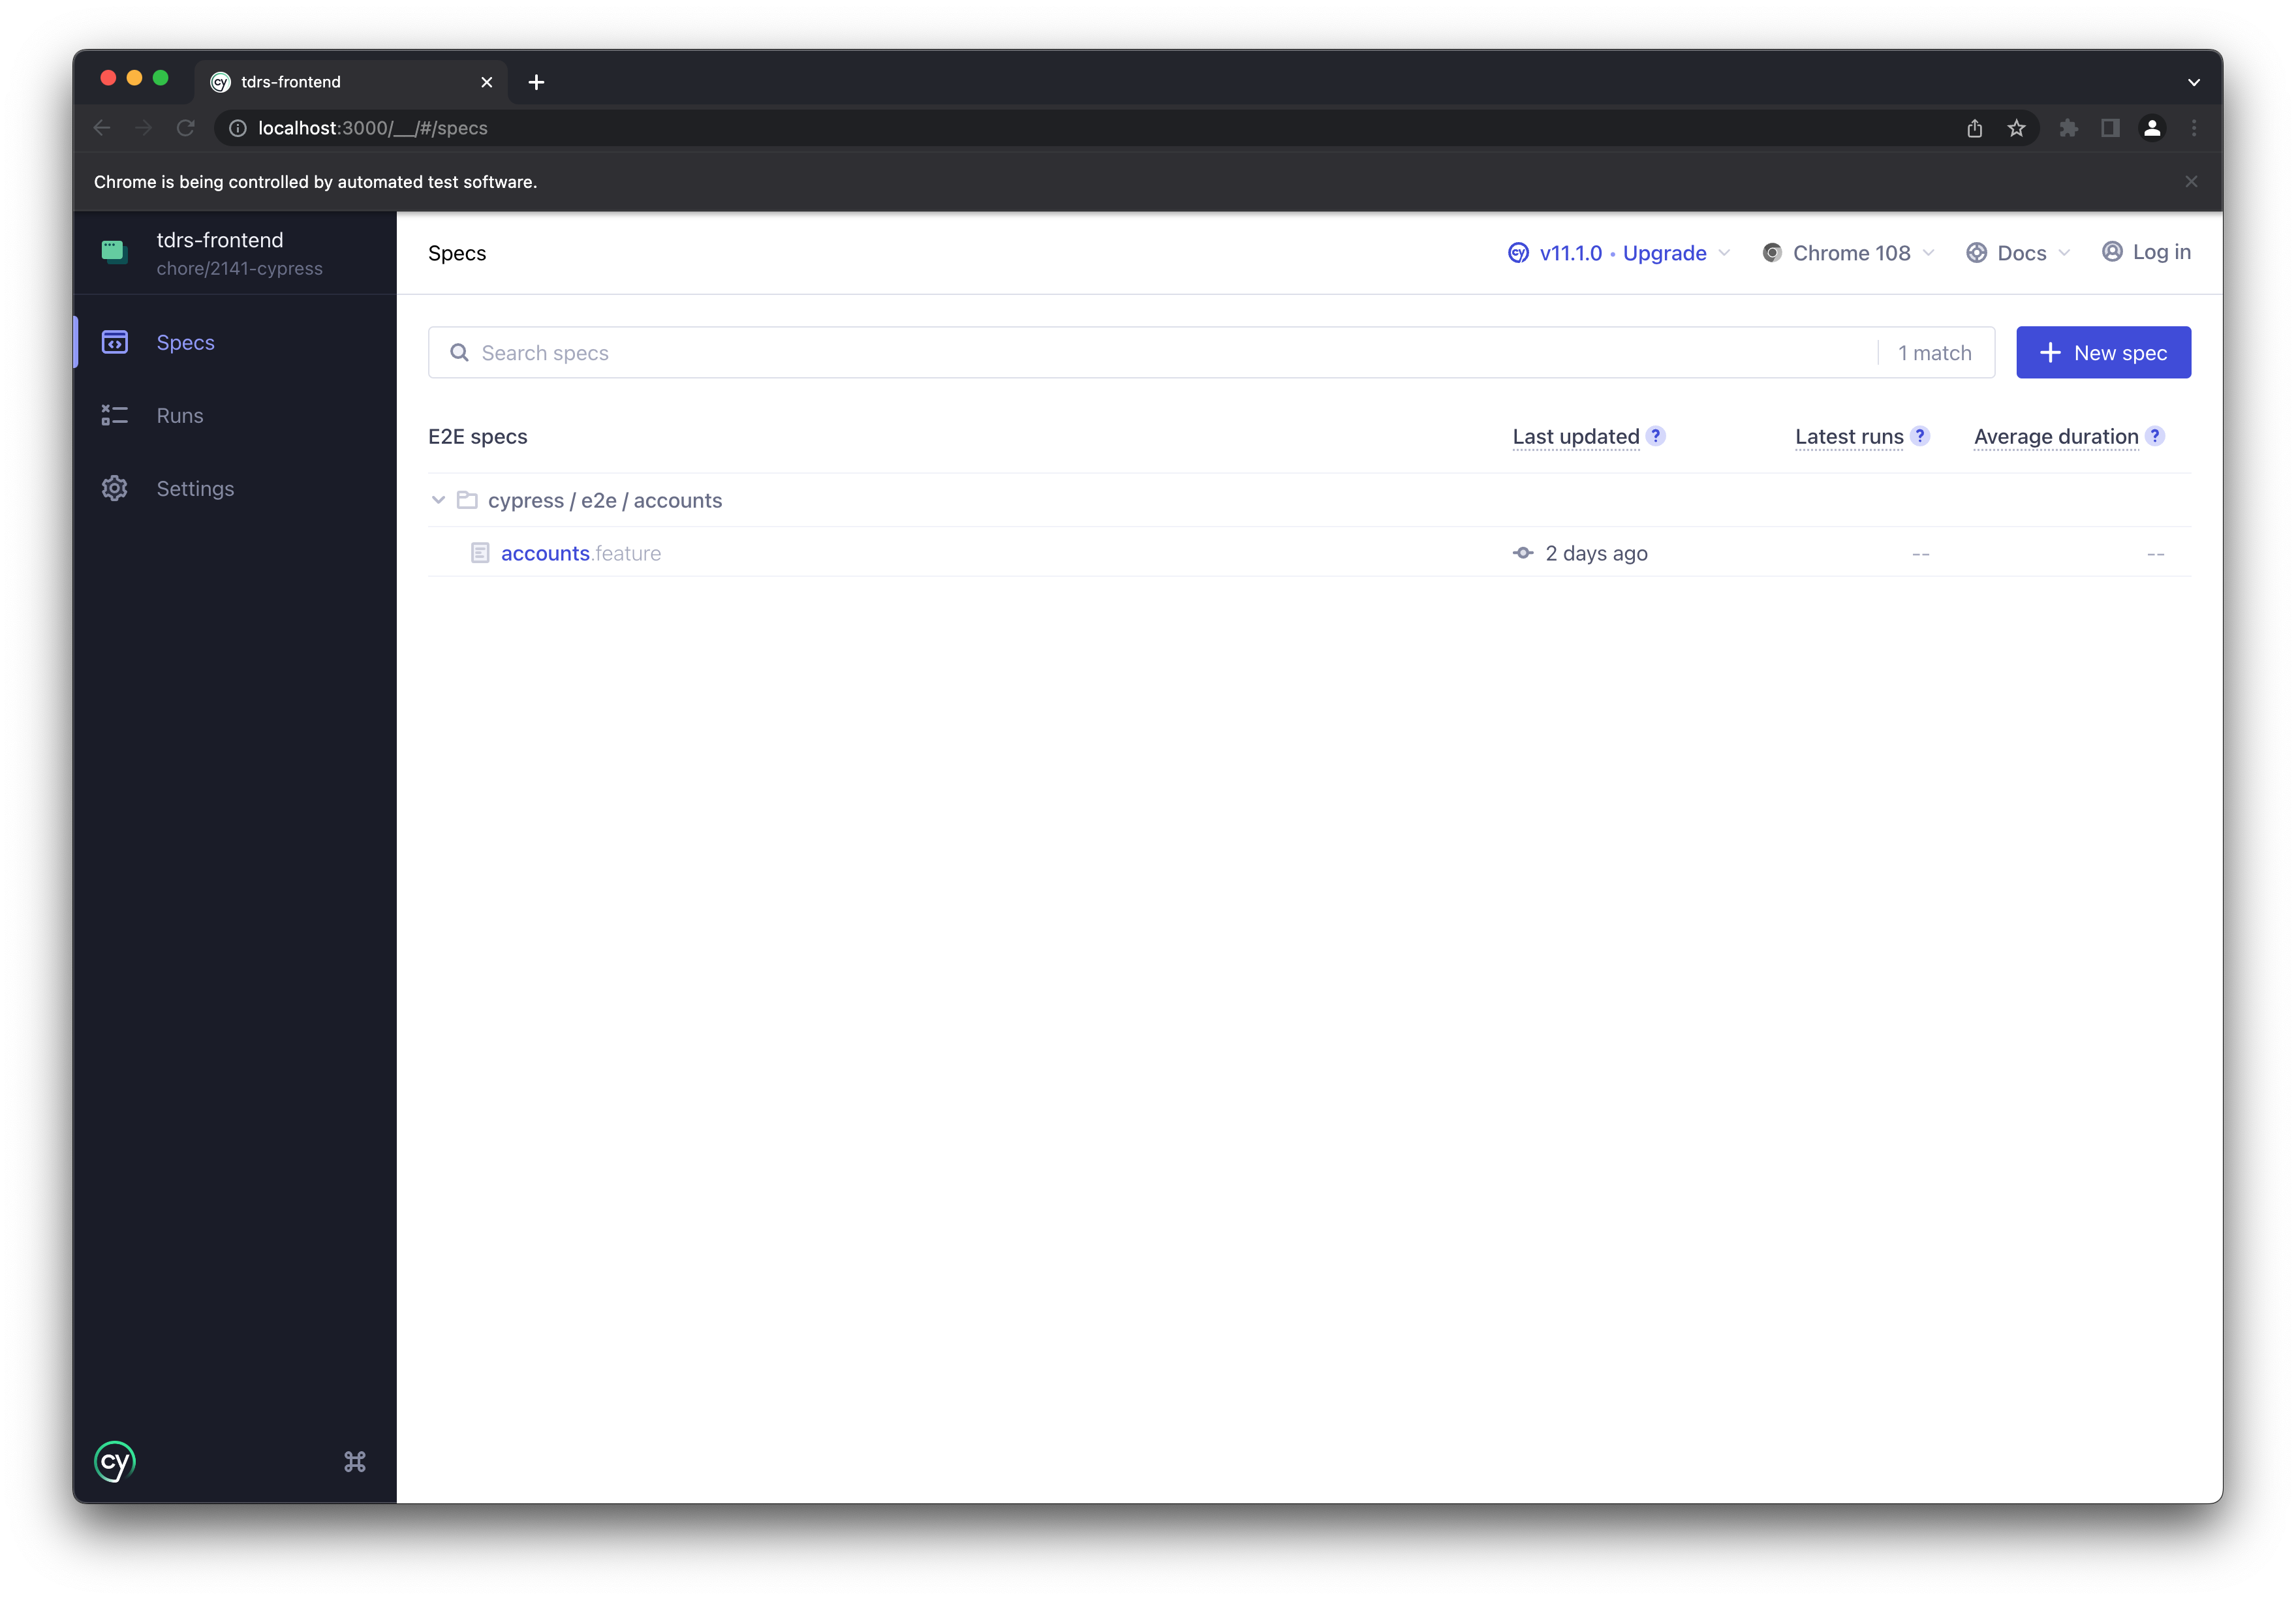 tdrs-frontend
localhost:3000/__/#/specs
Chrome is being controlled by automated test software.
tdrs-frontend
chore/2141-cypress
Specs
Runs
Settings
cy
Specs
v11.1.0 • Upgrade
Chrome 108
Docs
Log in
Search specs
1 match
New spec
E2E specs
Last updated ?
Latest runs ?
Average duration ?
cypress / e2e / accounts
accounts.feature
2 days ago
--
--